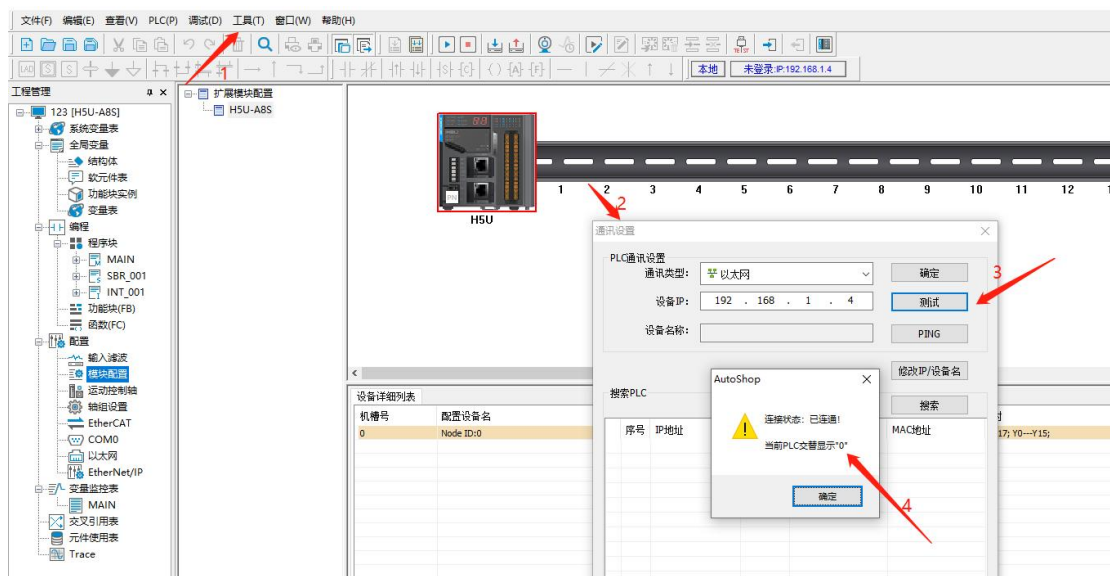 文件(F) 编辑(E) 查看(V) PLC(P) 调试(D) 工具(T) 窗口(W) 帮助(H)
LAD S S {S} {C} {A} {F} 本地 未登录:IP:192.168.1.4
TEST
1
工程管理
123 [H5U-A8S]
系统变量表
全局变量
结构体
软元件表
功能块实例
变量表
编程
程序块
MAIN
SBR_001
INT_001
功能块(FB)
函数(FC)
配置
输入滤波
模块配置
运动控制轴
轴组设置
EtherCAT
COM0
以太网
EtherNet/IP
变量监控表
MAIN
交叉引用表
元件使用表
Trace
扩展模块配置
H5U-A8S
PN
H5U
1 2 3 4 5 6 7 8 9 10 11 12
2
通讯设置
PLC通讯设置
通讯类型: 以太网 确定
设备IP: 192 . 168 . 1 . 4 测试
设备名称: PING
修改IP/设备名
搜索PLC
搜索
序号 IP地址 MAC地址
3
AutoShop
连接状态: 已连通!
当前PLC交替显示"0"
确定
4
设备详细列表
机槽号 配置设备名
0 Node ID:0 17; Y0---Y15;